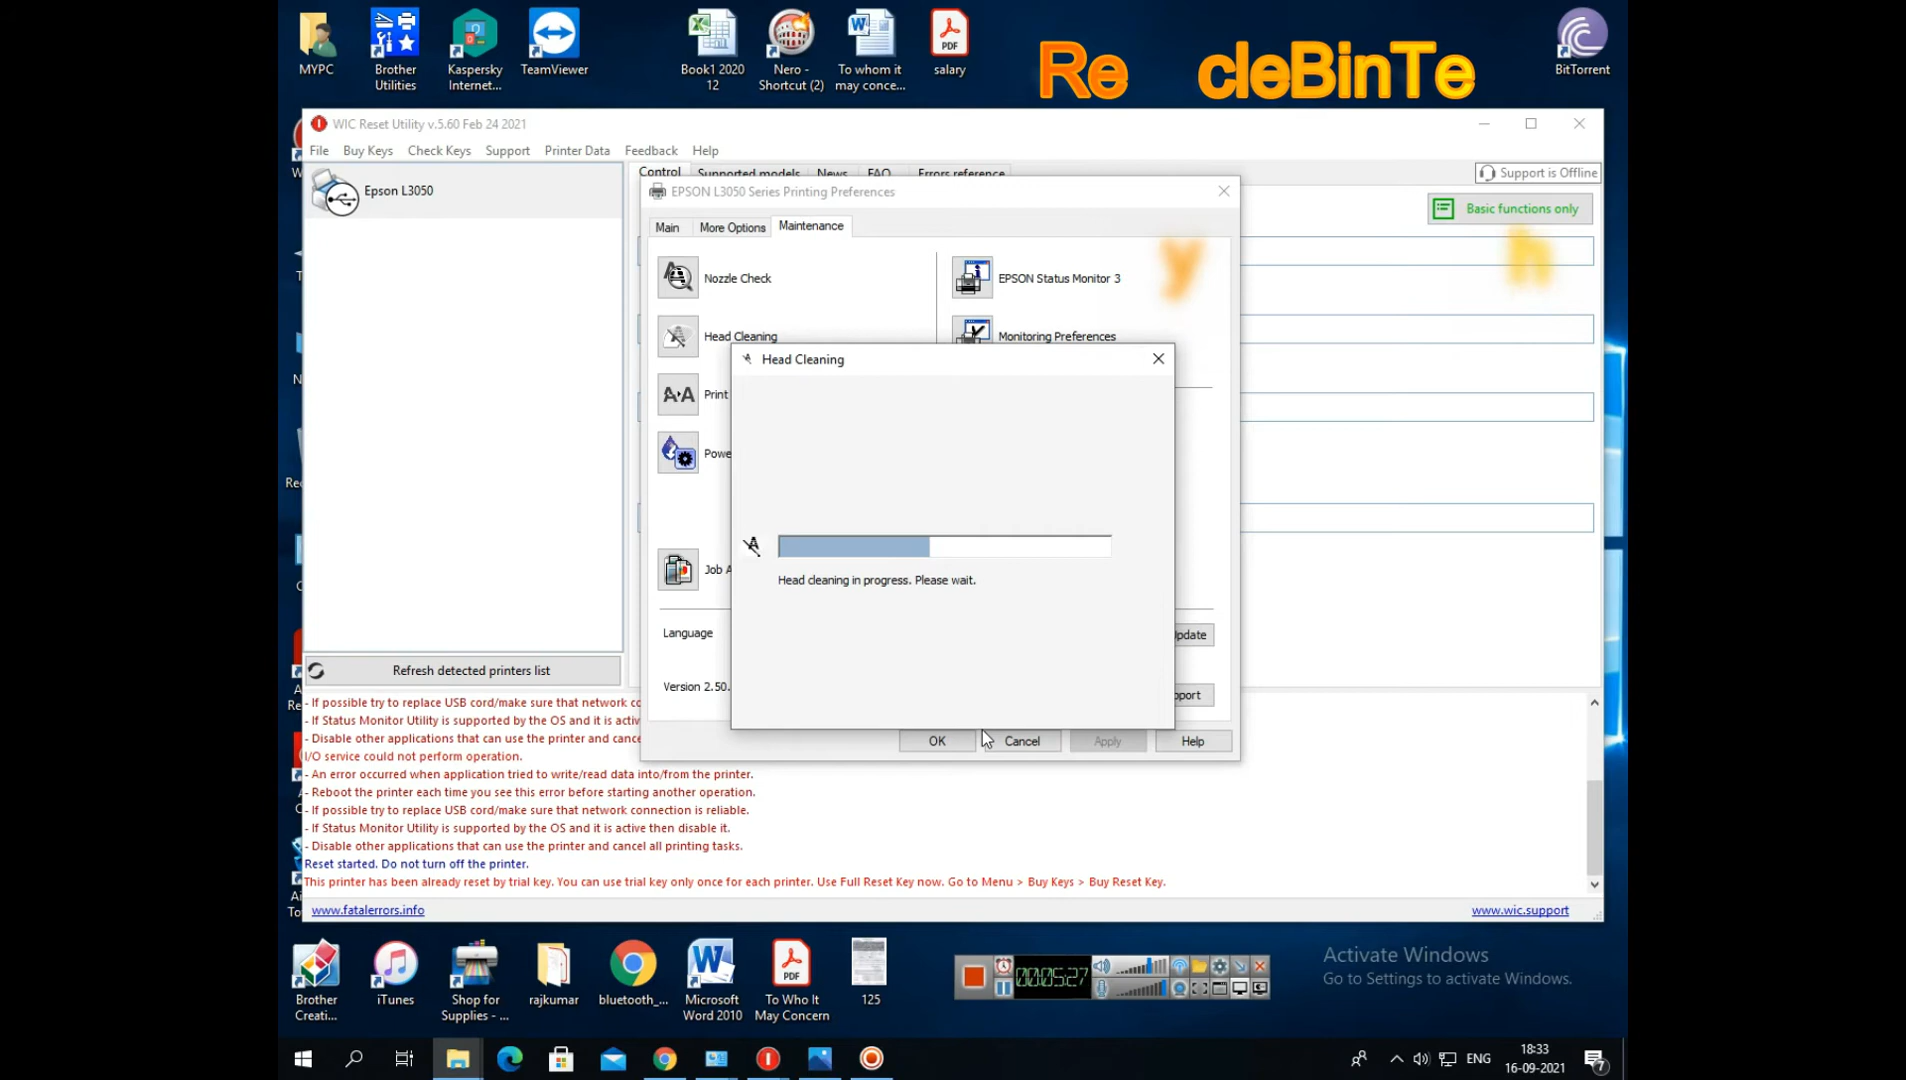 MYPC
Brother
Utilities
Kaspersky
Internet...
TeamViewer
Book1 2020
12
Nero -
Shortcut (2)
To whom it
may conce...
PDF
salary
Re cleBinTe
BitTorrent
WIC Reset Utility v.5.60 Feb 24 2021
File Buy Keys Check Keys Support Printer Data Feedback Help
Control Supported models News FAQ Errors reference
Support is Offline
Epson L3050
EPSON L3050 Series Printing Preferences
Basic functions only
Main More Options Maintenance
y
h
Nozzle Check
EPSON Status Monitor 3
Head Cleaning
Monitoring Preferences
Head Cleaning
Print
Powe
Head cleaning in progress. Please wait.
Job A
Language
Update
Version 2.50.
pport
Refresh detected printers list
OK Cancel Apply Help
- If possible try to replace USB cord/make sure that network co
- If Status Monitor Utility is supported by the OS and it is activ
- Disable other applications that can use the printer and cance
I/O service could not perform operation.
- An error occurred when application tried to write/read data into/from the printer.
- Reboot the printer each time you see this error before starting another operation.
- If possible try to replace USB cord/make sure that network connection is reliable.
- If Status Monitor Utility is supported by the OS and it is active then disable it.
- Disable other applications that can use the printer and cancel all printing tasks.
Reset started. Do not turn off the printer.
This printer has been already reset by trial key. You can use trial key only once for each printer. Use Full Reset Key now. Go to Menu > Buy Keys > Buy Reset Key.
www.fatalerrors.info
www.wic.support
Activate Windows
Go to Settings to activate Windows.
00:05:27
Brother
Creati...
iTunes
Shop for
Supplies - ...
rajkumar
bluetooth_...
Microsoft
Word 2010
PDF
To Who It
May Concern
125
ENG
18:33
16-09-2021
7